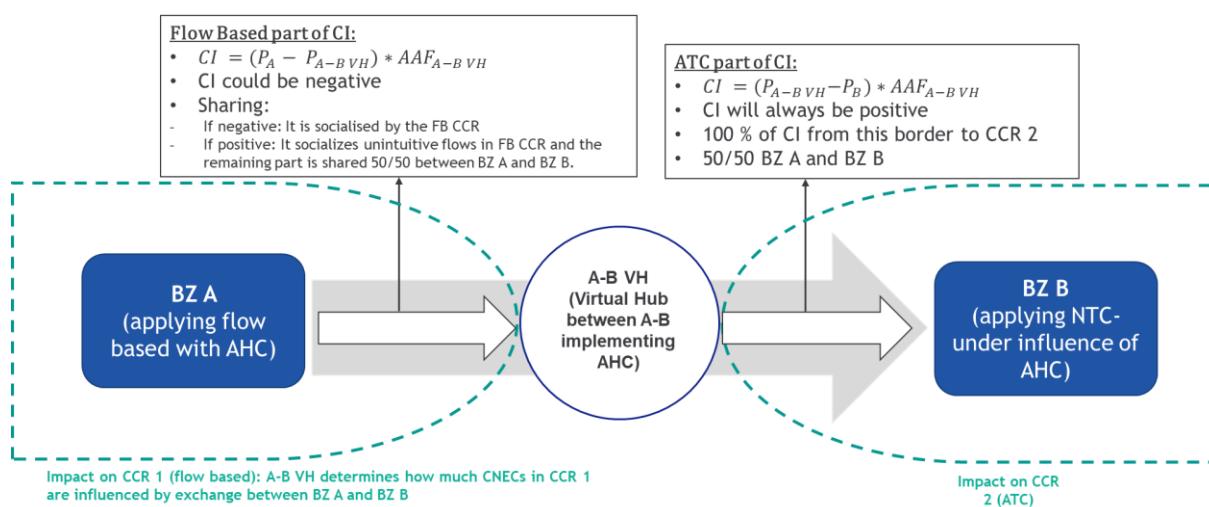 Flow Based part of CI:
• CI = (P_A − P_{A−B VH}) * AAF_{A−B VH}
• CI could be negative
• Sharing:
- If negative: It is socialised by the FB CCR
- If positive: It socializes unintuitive flows in FB CCR and the
remaining part is shared 50/50 between BZ A and BZ B.
ATC part of CI:
• CI = (P_{A−B VH}−P_B) * AAF_{A−B VH}
• CI will always be positive
• 100 % of CI from this border to CCR 2
• 50/50 BZ A and BZ B
BZ A
(applying flow
based with AHC)
A-B VH
(Virtual Hub
between A-B
implementing
AHC)
BZ B
(applying NTC-
under influence of
AHC)
Impact on CCR 1 (flow based): A-B VH determines how much CNECs in CCR 1
are influenced by exchange between BZ A and BZ B
Impact on CCR
2 (ATC)